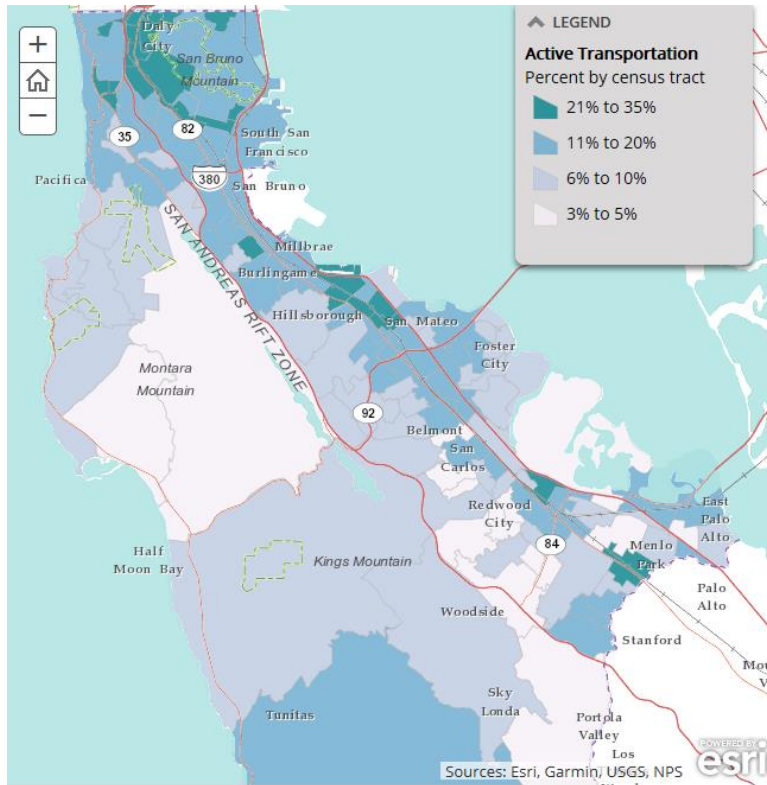 LEGEND
Active Transportation
Percent by census tract
21% to 35%
11% to 20%
6% to 10%
3% to 5%
+
−
Daly
City
San Bruno
Mountain
35
82
South San
Francisco
380
Pacifica
San Bruno
SAN ANDREAS RIFT ZONE
Millbrae
Burlingame
Hillsborough
San Mateo
Foster
City
Montara
Mountain
92
Belmont
San
Carlos
Redwood
City
East
Palo
Alto
84
Menlo
Park
Half
Moon Bay
Kings Mountain
Palo
Alto
Woodside
Stanford
Sky
Londa
Tunitas
Portola
Valley
Los
POWERED BY
esri
Sources: Esri, Garmin, USGS, NPS